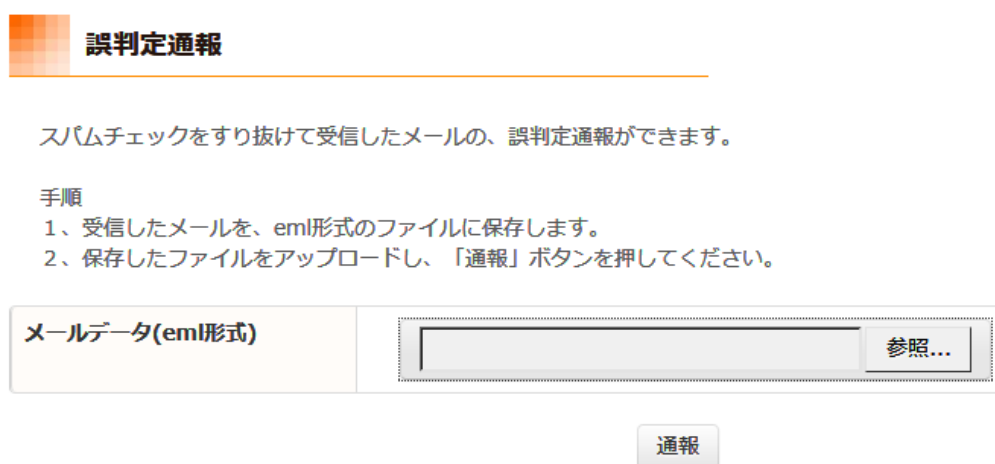 誤判定通報
スパムチェックをすり抜けて受信したメールの、誤判定通報ができます。
手順
１、受信したメールを、eml形式のファイルに保存します。
２、保存したファイルをアップロードし、「通報」ボタンを押してください。
メールデータ(eml形式)
参照...
通報